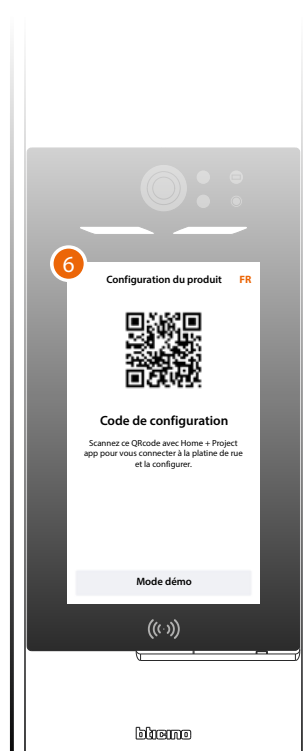 6
Configuration du produit FR
Code de configuration
Scannez ce QRcode avec Home + Project
app pour vous connecter à la platine de rue
et la configurer.
Mode démo
bticino